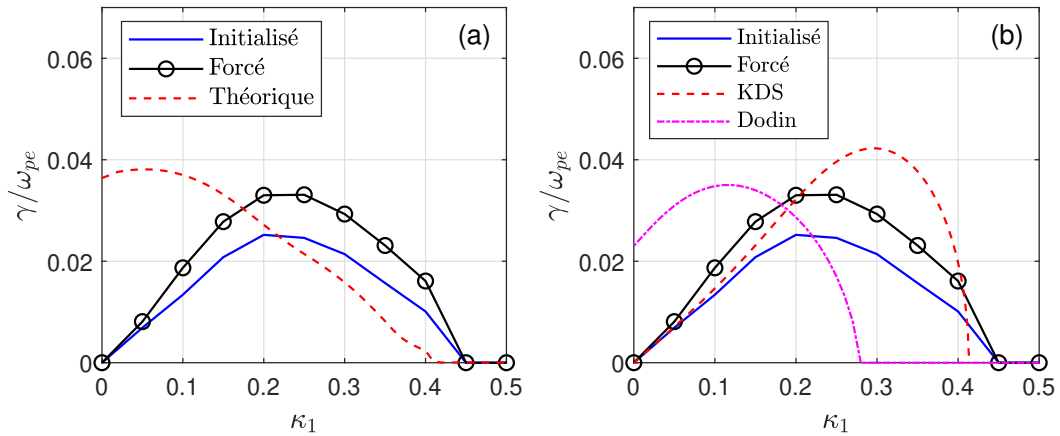 (a)
Initialisé
Forcé
Théorique
0.06
0.04
0.02
0
γ/ω_pe
0 0.1 0.2 0.3 0.4 0.5
κ₁
(b)
Initialisé
Forcé
KDS
Dodin
0.06
0.04
0.02
0
γ/ω_pe
0 0.1 0.2 0.3 0.4 0.5
κ₁